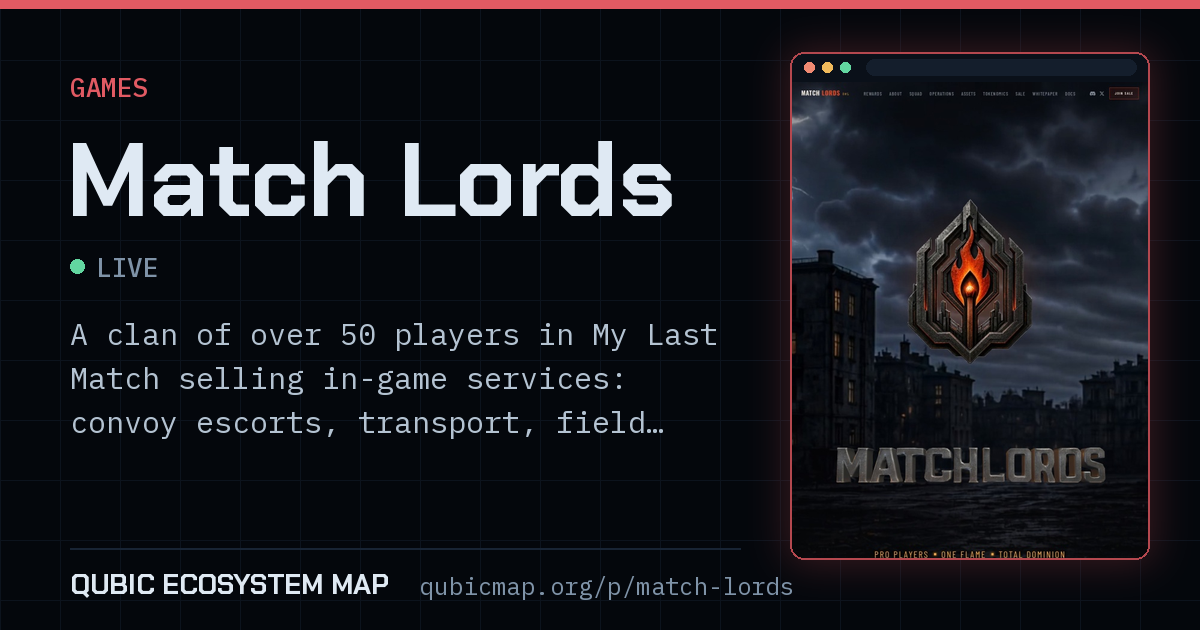 GAMES
Match Lords
LIVE
A clan of over 50 players in My Last
Match selling in-game services:
convoy escorts, transport, field…
QUBIC ECOSYSTEM MAP
qubicmap.org/p/match-lords
MATCH LORDS
REWARDS ABOUT SQUAD OPERATIONS ASSETS TOKENOMICS SALE WHITEPAPER DOCS
JOIN SALE
MATCHLORDS
PRO PLAYERS • ONE FLAME • TOTAL DOMINION